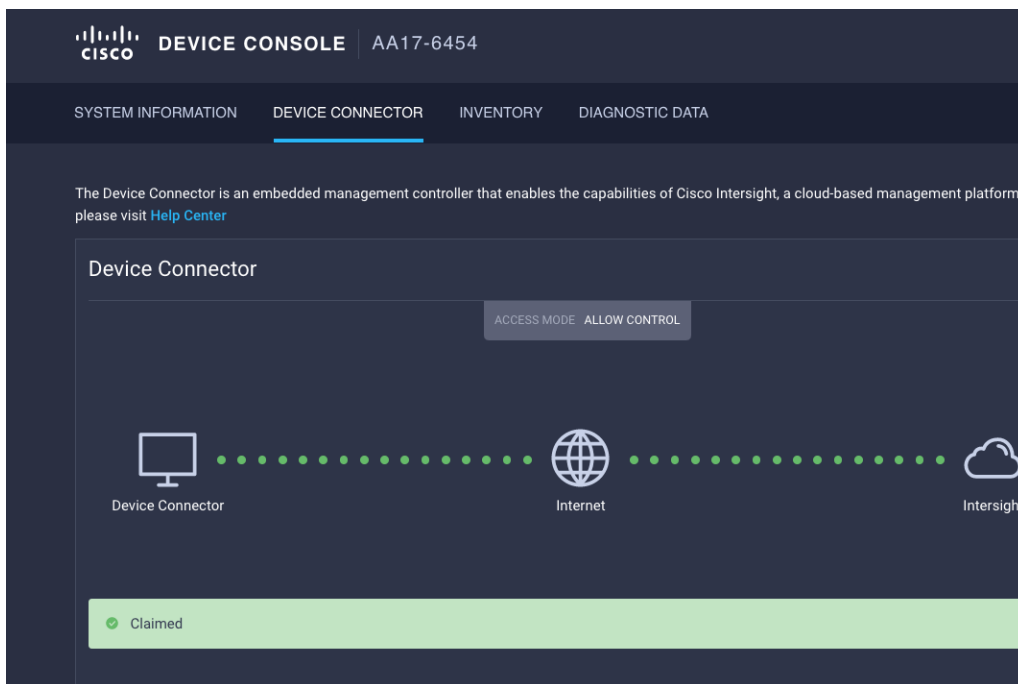 CISCO DEVICE CONSOLE AA17-6454
SYSTEM INFORMATION DEVICE CONNECTOR INVENTORY DIAGNOSTIC DATA
The Device Connector is an embedded management controller that enables the capabilities of Cisco Intersight, a cloud-based management platform
please visit Help Center
Device Connector
ACCESS MODE ALLOW CONTROL
Device Connector Internet Intersigh
Claimed